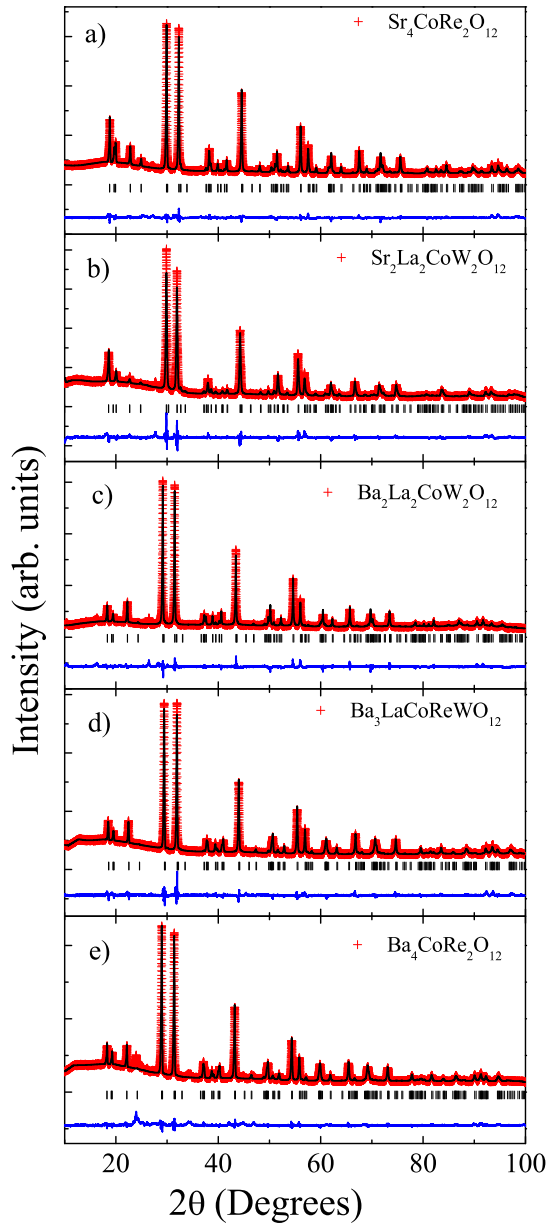 a) Sr₄CoRe₂O₁₂
b) Sr₂La₂CoW₂O₁₂
c) Ba₂La₂CoW₂O₁₂
d) Ba₃LaCoReWO₁₂
e) Ba₄CoRe₂O₁₂
Intensity (arb. units)
20 40 60 80 100
2θ (Degrees)